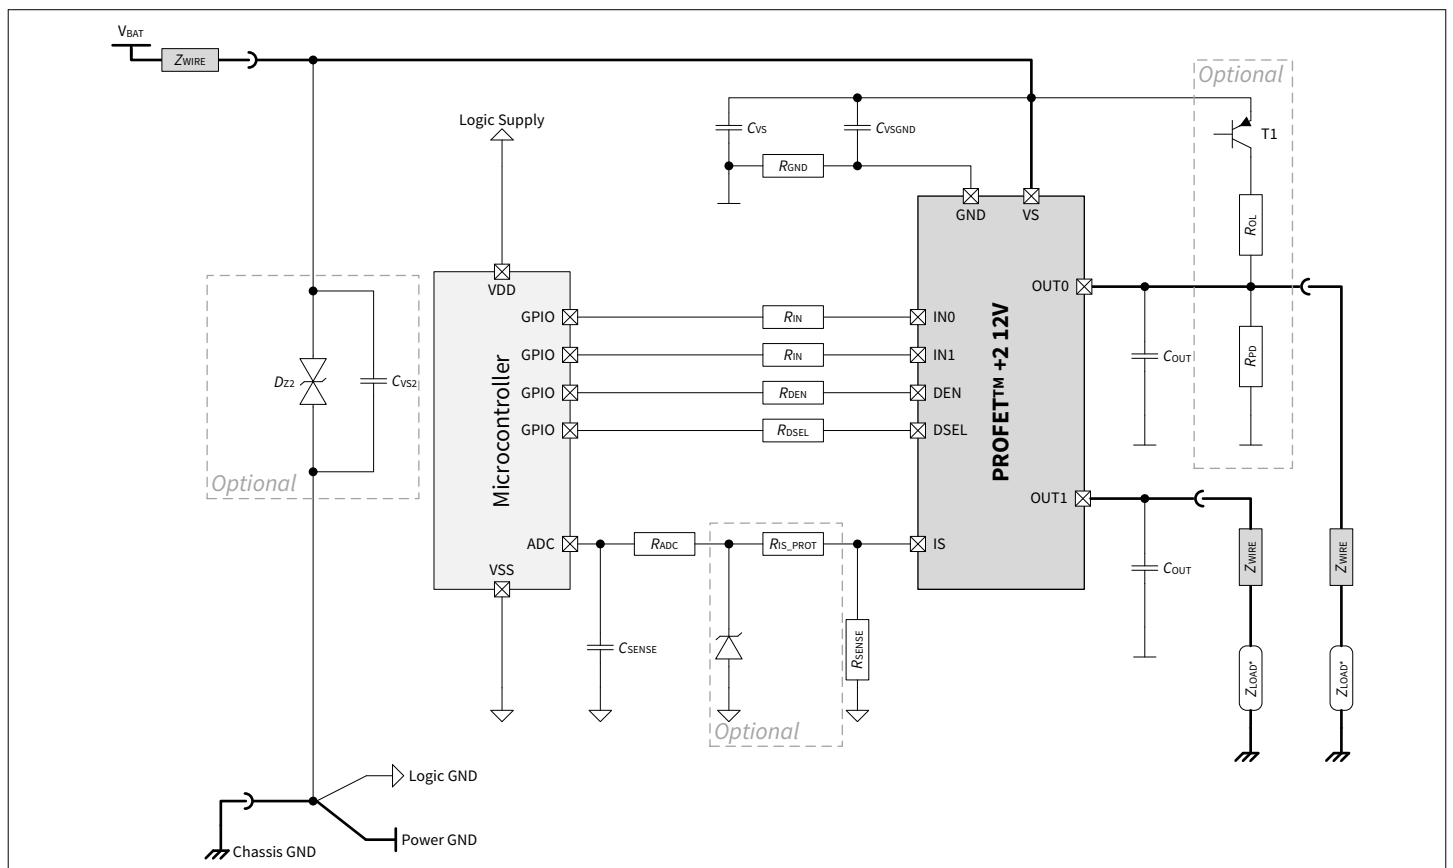 VBAT
ZWIRE
Optional
Logic Supply
CVS
CVSGND
T1
RGND
ROL
GND
VS
VDD
OUT0
GPIO
RIN
IN0
GPIO
RIN
IN1
COUT
RPD
DZ2
CVS2
GPIO
RDEN
DEN
GPIO
RDSEL
DSEL
Microcontroller
PROFET™ +2 12V
Optional
OUT1
ADC
RADC
RIS_PROT
IS
VSS
COUT
ZWIRE
ZWIRE
CSENSE
RSENSE
ZLOAD*
ZLOAD*
Optional
Logic GND
Power GND
Chassis GND